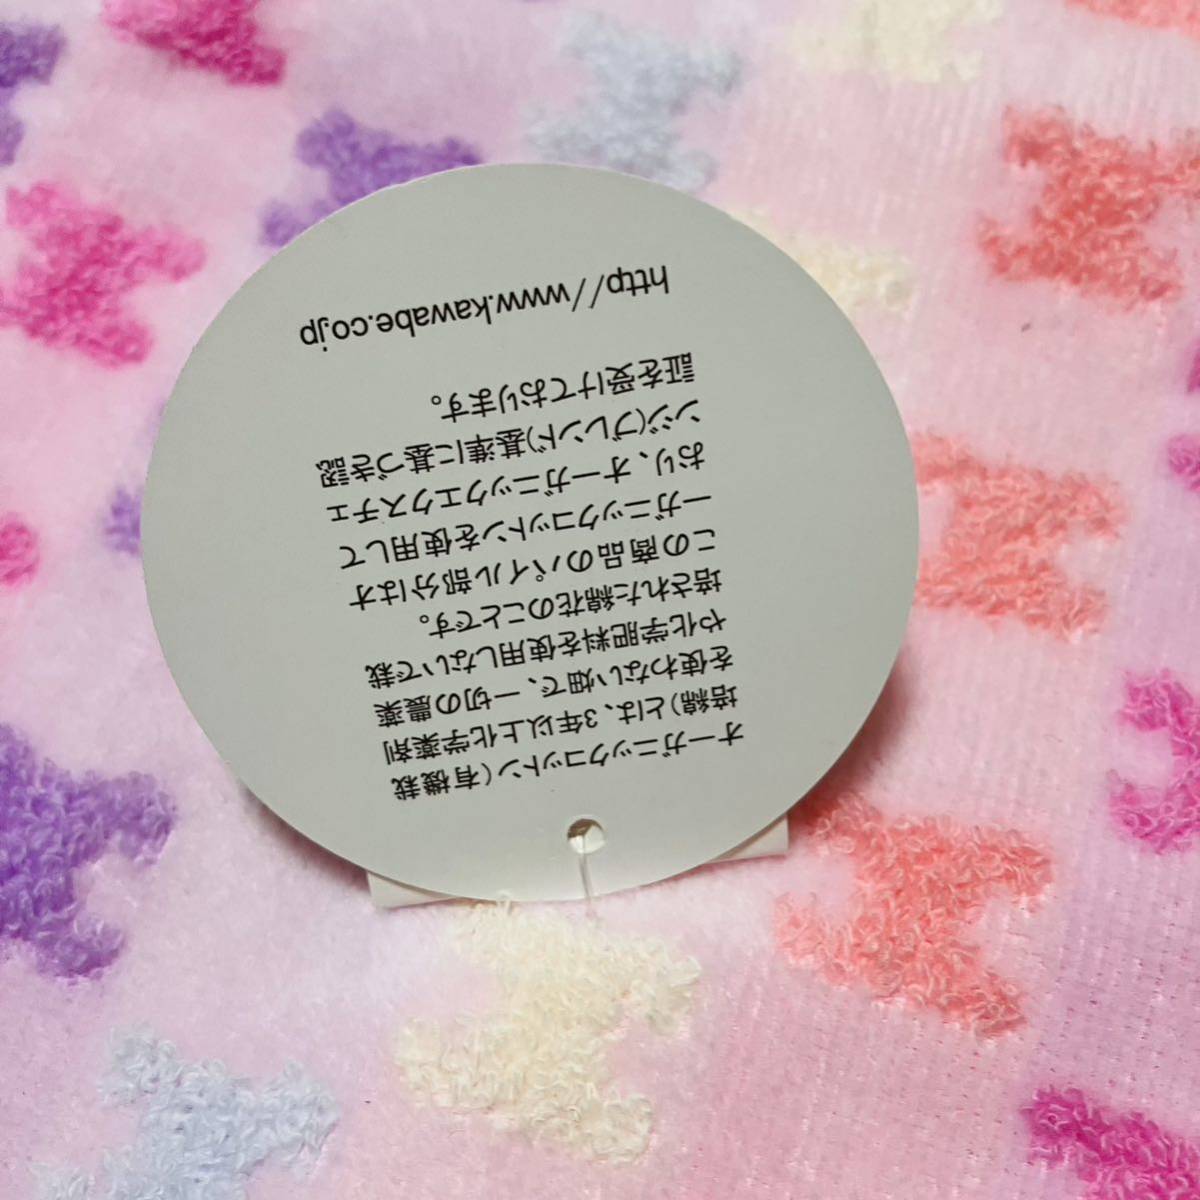 オーガニックコットン(有機栽
培綿)とは、3年以上化学薬剤
を使わない畑で、一切の農薬
や化学肥料を使用しないで栽
培された綿花のことです。
この商品のパイル部分はオ
ーガニックコットンを使用して
おり、オーガニックエクスチェ
ンジ(ブレンド)基準に基づき認
証を受けております。
http//www.kawabe.co.jp